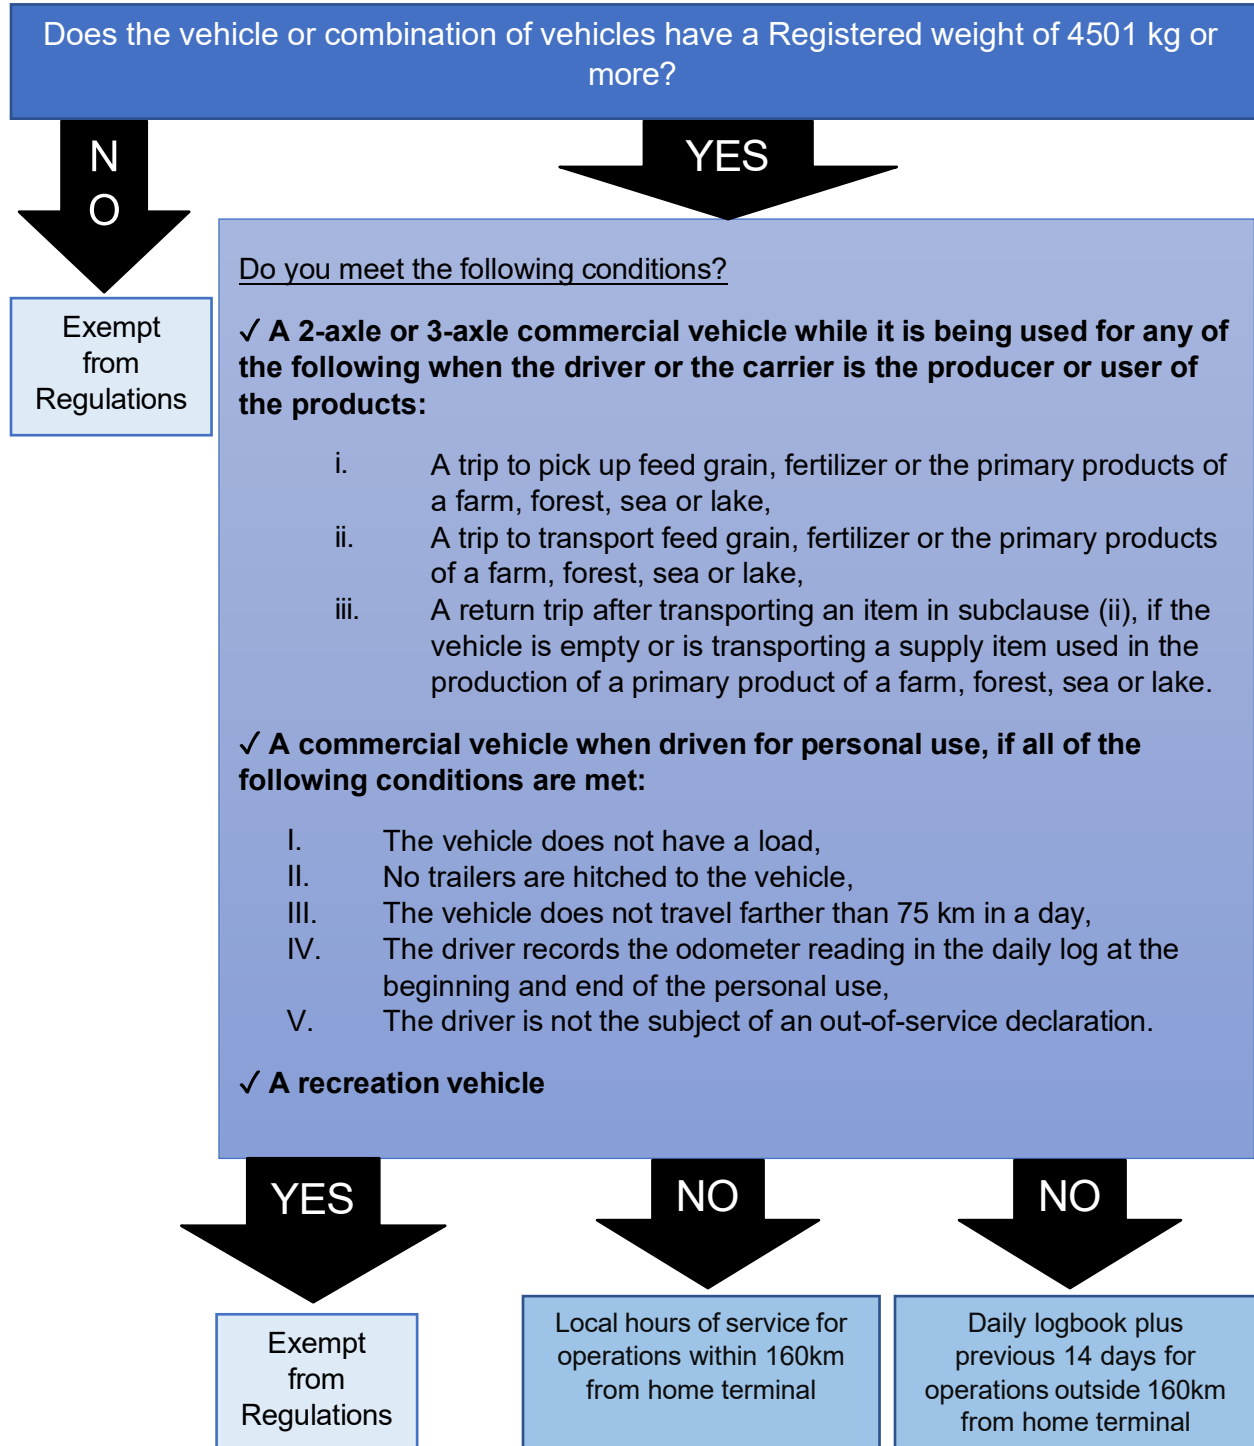 Does the vehicle or combination of vehicles have a Registered weight of 4501 kg or
more?
N
O
YES
Exempt
from
Regulations
Do you meet the following conditions?
✓ A 2-axle or 3-axle commercial vehicle while it is being used for any of
the following when the driver or the carrier is the producer or user of
the products:
i. A trip to pick up feed grain, fertilizer or the primary products of
a farm, forest, sea or lake,
ii. A trip to transport feed grain, fertilizer or the primary products
of a farm, forest, sea or lake,
iii. A return trip after transporting an item in subclause (ii), if the
vehicle is empty or is transporting a supply item used in the
production of a primary product of a farm, forest, sea or lake.
✓ A commercial vehicle when driven for personal use, if all of the
following conditions are met:
I. The vehicle does not have a load,
II. No trailers are hitched to the vehicle,
III. The vehicle does not travel farther than 75 km in a day,
IV. The driver records the odometer reading in the daily log at the
beginning and end of the personal use,
V. The driver is not the subject of an out-of-service declaration.
✓ A recreation vehicle
YES
NO
NO
Exempt
from
Regulations
Local hours of service for
operations within 160km
from home terminal
Daily logbook plus
previous 14 days for
operations outside 160km
from home terminal